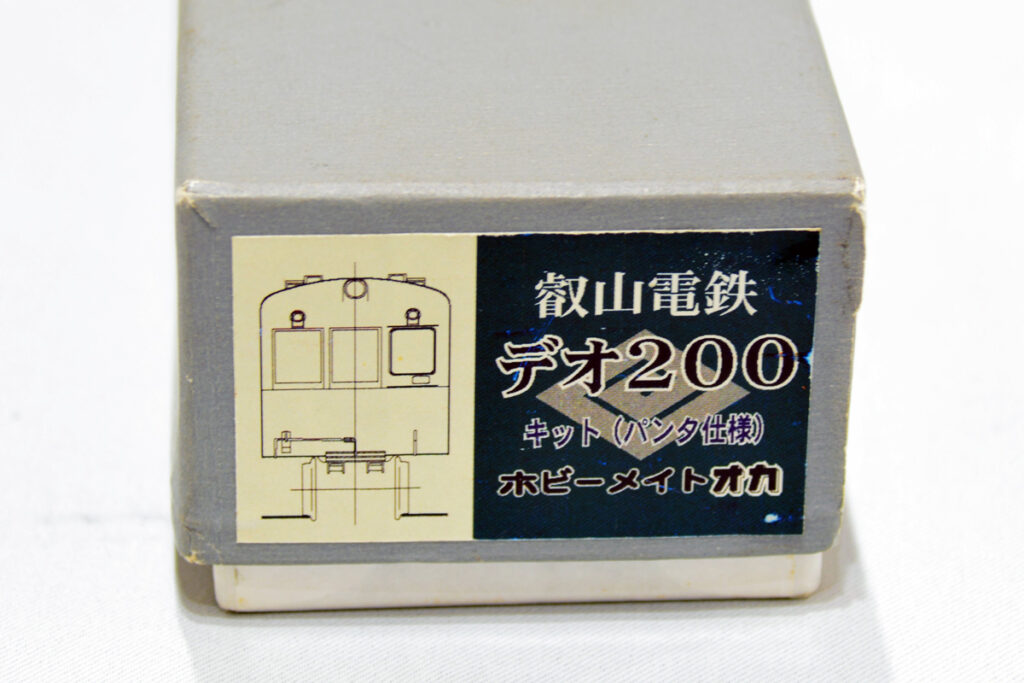 叡山電鉄
デオ200
キット(パンタ仕様)
ホビーメイトオカ